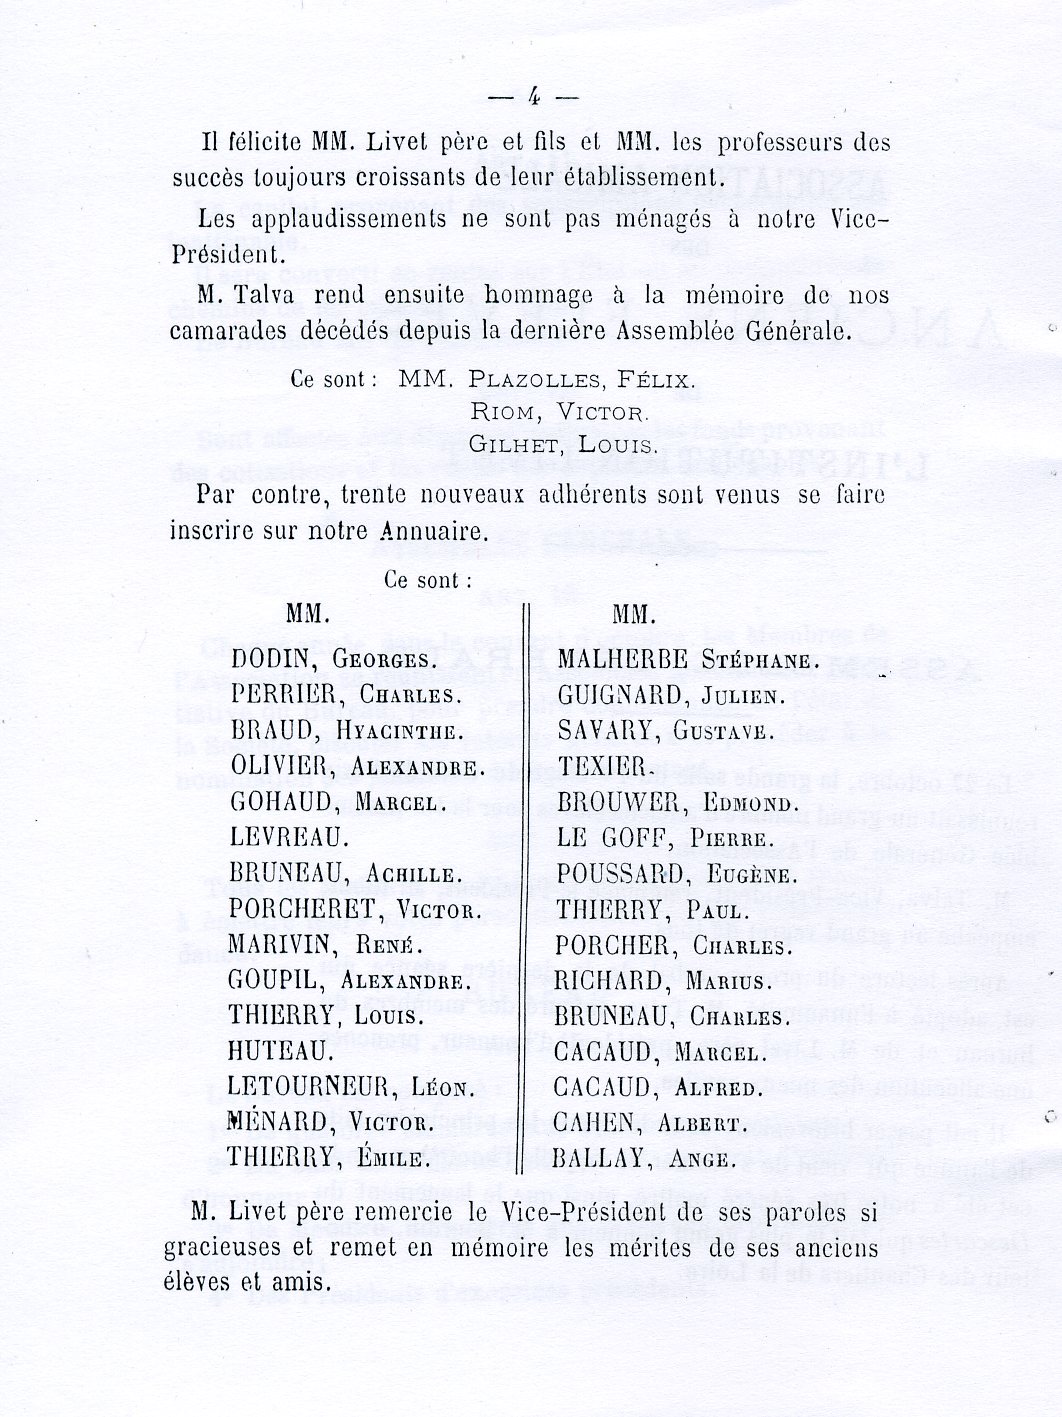 — 4 —
Il félicite MM. Livet père et fils et MM. les professeurs des
succès toujours croissants de leur établissement.
Les applaudissements ne sont pas ménagés à notre Vice-
Président.
M. Talva rend ensuite hommage à la mémoire de nos
camarades décédés depuis la dernière Assemblée Générale.
Ce sont : MM. PLAZOLLES, FÉLIX.
RIOM, VICTOR.
GILHET, LOUIS.
Par contre, trente nouveaux adhérents sont venus se faire
inscrire sur notre Annuaire.
Ce sont :
MM.
DODIN, GEORGES.
PERRIER, CHARLES.
BRAUD, HYACINTHE.
OLIVIER, ALEXANDRE.
GOHAUD, MARCEL.
LEVREAU.
BRUNEAU, ACHILLE.
PORCHERET, VICTOR.
MARIVIN, RENÉ.
GOUPIL, ALEXANDRE.
THIERRY, LOUIS.
HUTEAU.
LETOURNEUR, LÉON.
MÉNARD, VICTOR.
THIERRY, ÉMILE.
MM.
MALHERBE STÉPHANE.
GUIGNARD, JULIEN.
SAVARY, GUSTAVE.
TEXIER.
BROUWER, EDMOND.
LE GOFF, PIERRE.
POUSSARD, EUGÈNE.
THIERRY, PAUL.
PORCHER, CHARLES.
RICHARD, MARIUS.
BRUNEAU, CHARLES.
CACAUD, MARCEL.
CACAUD, ALFRED.
CAHEN, ALBERT.
BALLAY, ANGE.
M. Livet père remercie le Vice-Président de ses paroles si
gracieuses et remet en mémoire les mérites de ses anciens
élèves et amis.